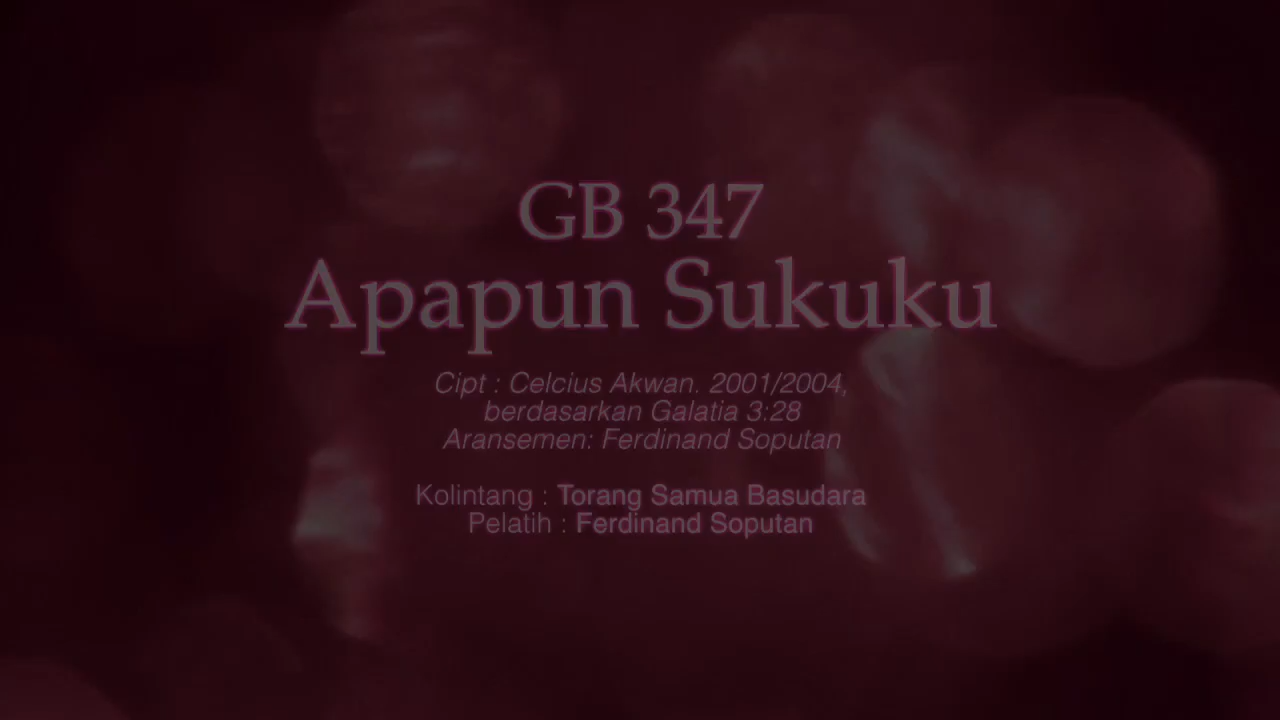 GB 347
Apapun Sukuku
Cipt : Celcius Akwan. 2001/2004,
berdasarkan Galatia 3:28
Aransemen: Ferdinand Soputan
Kolintang : Torang Samua Basudara
Pelatih : Ferdinand Soputan